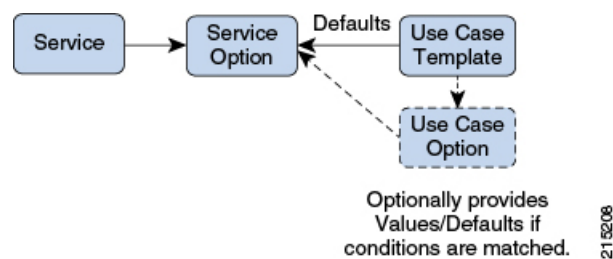 Service
Service
Option
Defaults
Use Case
Template
Use Case
Option
Optionally provides
Values/Defaults if
conditions are matched.
215208